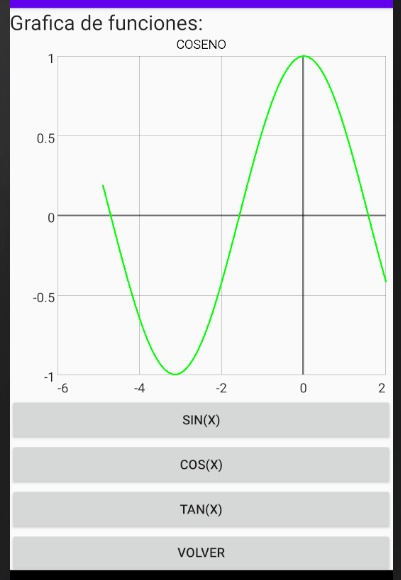 Grafica de funciones:
COSENO
1
0.5
0
-0.5
-1
-6 -4 -2 0 2
SIN(X)
COS(X)
TAN(X)
VOLVER